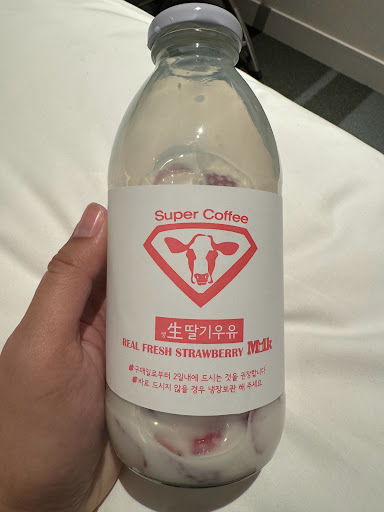 Super Coffee
생 生딸기우유
REAL FRESH STRAWBERRY Milk
#구매일로부터 2일내에 드시는 것을 권장합니다
#바로 드시지 않을 경우 냉장보관 해 주세요